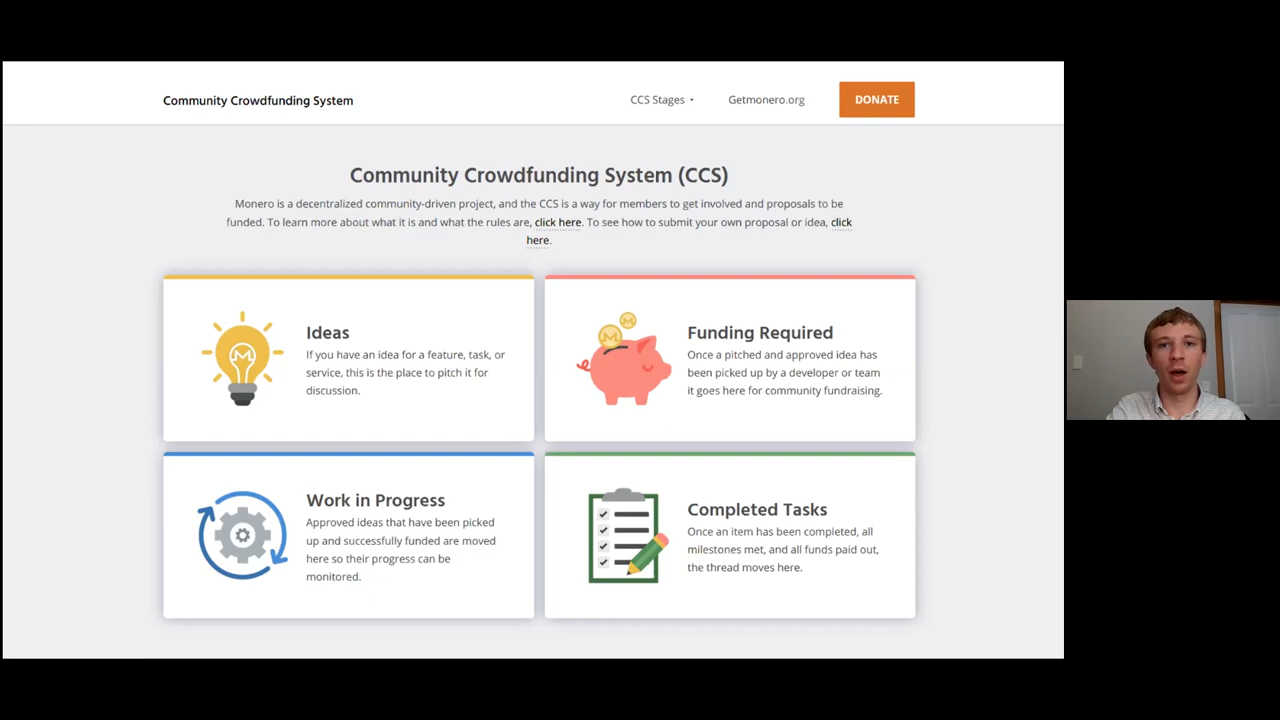 Community Crowdfunding System
CCS Stages
Getmonero.org
DONATE
Community Crowdfunding System (CCS)
Monero is a decentralized community-driven project, and the CCS is a way for members to get involved and proposals to be
funded. To learn more about what it is and what the rules are, click here. To see how to submit your own proposal or idea, click
here.
Ideas
If you have an idea for a feature, task, or
service, this is the place to pitch it for
discussion.
Funding Required
Once a pitched and approved idea has
been picked up by a developer or team
it goes here for community fundraising.
Work in Progress
Approved ideas that have been picked
up and successfully funded are moved
here so their progress can be
monitored.
Completed Tasks
Once an item has been completed, all
milestones met, and all funds paid out,
the thread moves here.